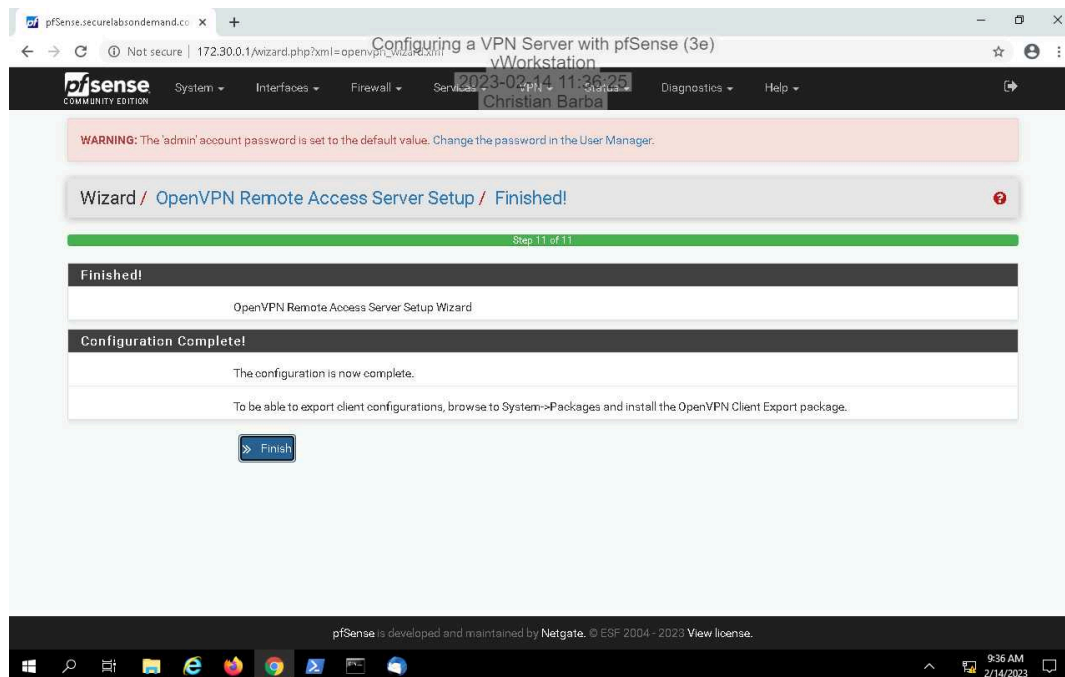 pfSense.securelabsondemand.co
Not secure | 172.30.0.1/wizard.php?xml=openvpn_wizard.xml
Configuring a VPN Server with pfSense (3e)
vWorkstation
2023-02-14 11:36:25
Christian Barba
pfsense
COMMUNITY EDITION
System
Interfaces
Firewall
Services
VPN
Status
Diagnostics
Help
WARNING: The 'admin' account password is set to the default value. Change the password in the User Manager.
Wizard / OpenVPN Remote Access Server Setup / Finished!
Step 11 of 11
Finished!
OpenVPN Remote Access Server Setup Wizard
Configuration Complete!
The configuration is now complete.
To be able to export client configurations, browse to System->Packages and install the OpenVPN Client Export package.
» Finish
pfSense is developed and maintained by Netgate. © ESF 2004 - 2023 View license.
9:36 AM
2/14/2023